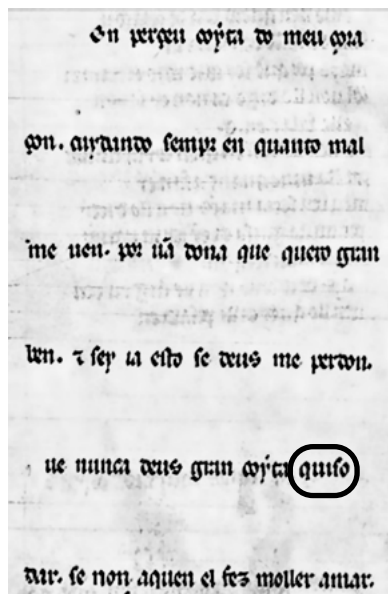 On perçeu coyta do meu cora
çon. cuydando sempr en quanto mal
me uen. por ũa dona que quero gran
ben. ⁊ sey ia esto se deus me perdon.
ue nunca deus gran coyta quiso
dar. se non aquen el fez moller amar.